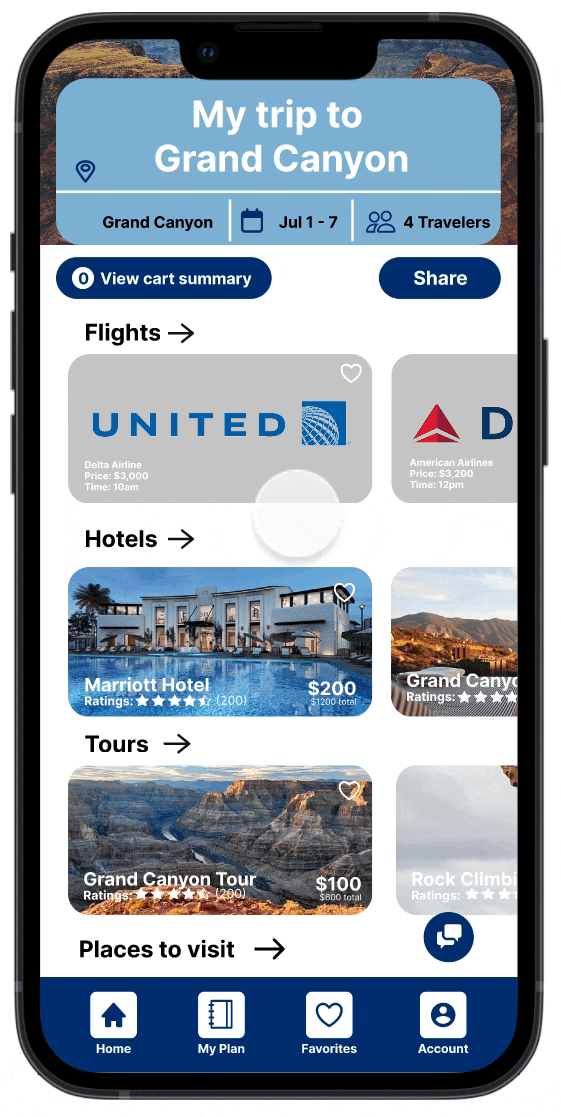 My trip to
Grand Canyon
Grand Canyon
Jul 1 - 7
4 Travelers
0 View cart summary
Share
Flights
UNITED
Delta Airline
Price: $3,000
Time: 10am
D
American Airlines
Price: $3,200
Time: 12pm
Hotels
Marriott Hotel
Ratings: (200)
$200
$1200 total
Grand Canyo
Ratings:
Tours
Grand Canyon Tour
Ratings: (200)
$100
$600 total
Rock Climbi
Ratings:
Places to visit
Home
My Plan
Favorites
Account